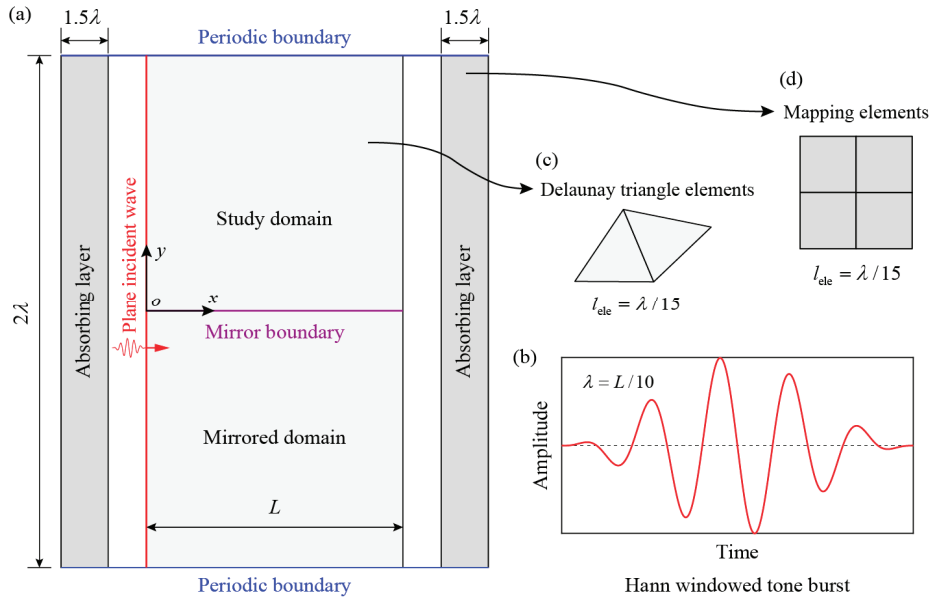 (a)
1.5λ
1.5λ
Periodic boundary
2λ
Absorbing layer
Plane incident wave
Study domain
y
o
x
Mirror boundary
Mirrored domain
L
Absorbing layer
Periodic boundary
(d)
Mapping elements
l_ele = λ / 15
(c)
Delaunay triangle elements
l_ele = λ / 15
(b)
λ = L / 10
Amplitude
Time
Hann windowed tone burst